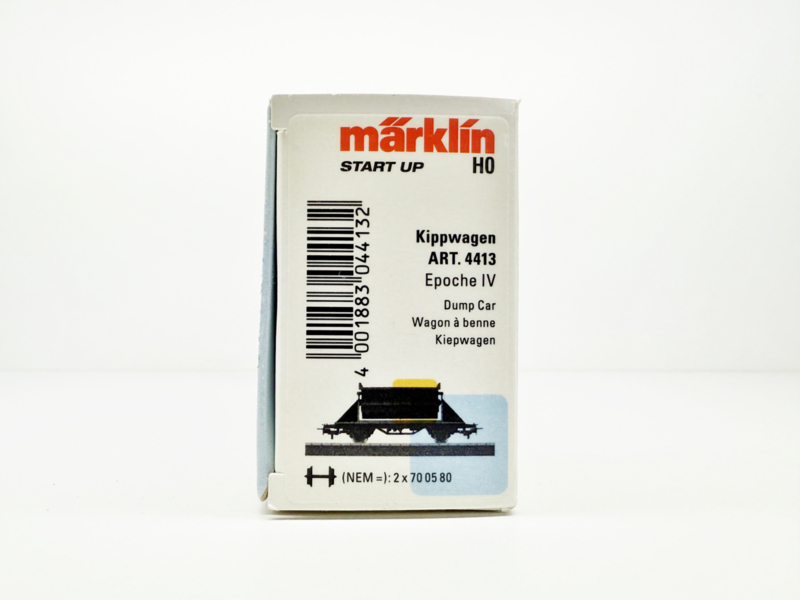 märklín
START UP H0
4 001883 044132
Kippwagen
ART. 4413
Epoche IV
Dump Car
Wagon à benne
Kiepwagen
(NEM =): 2 x 70 05 80